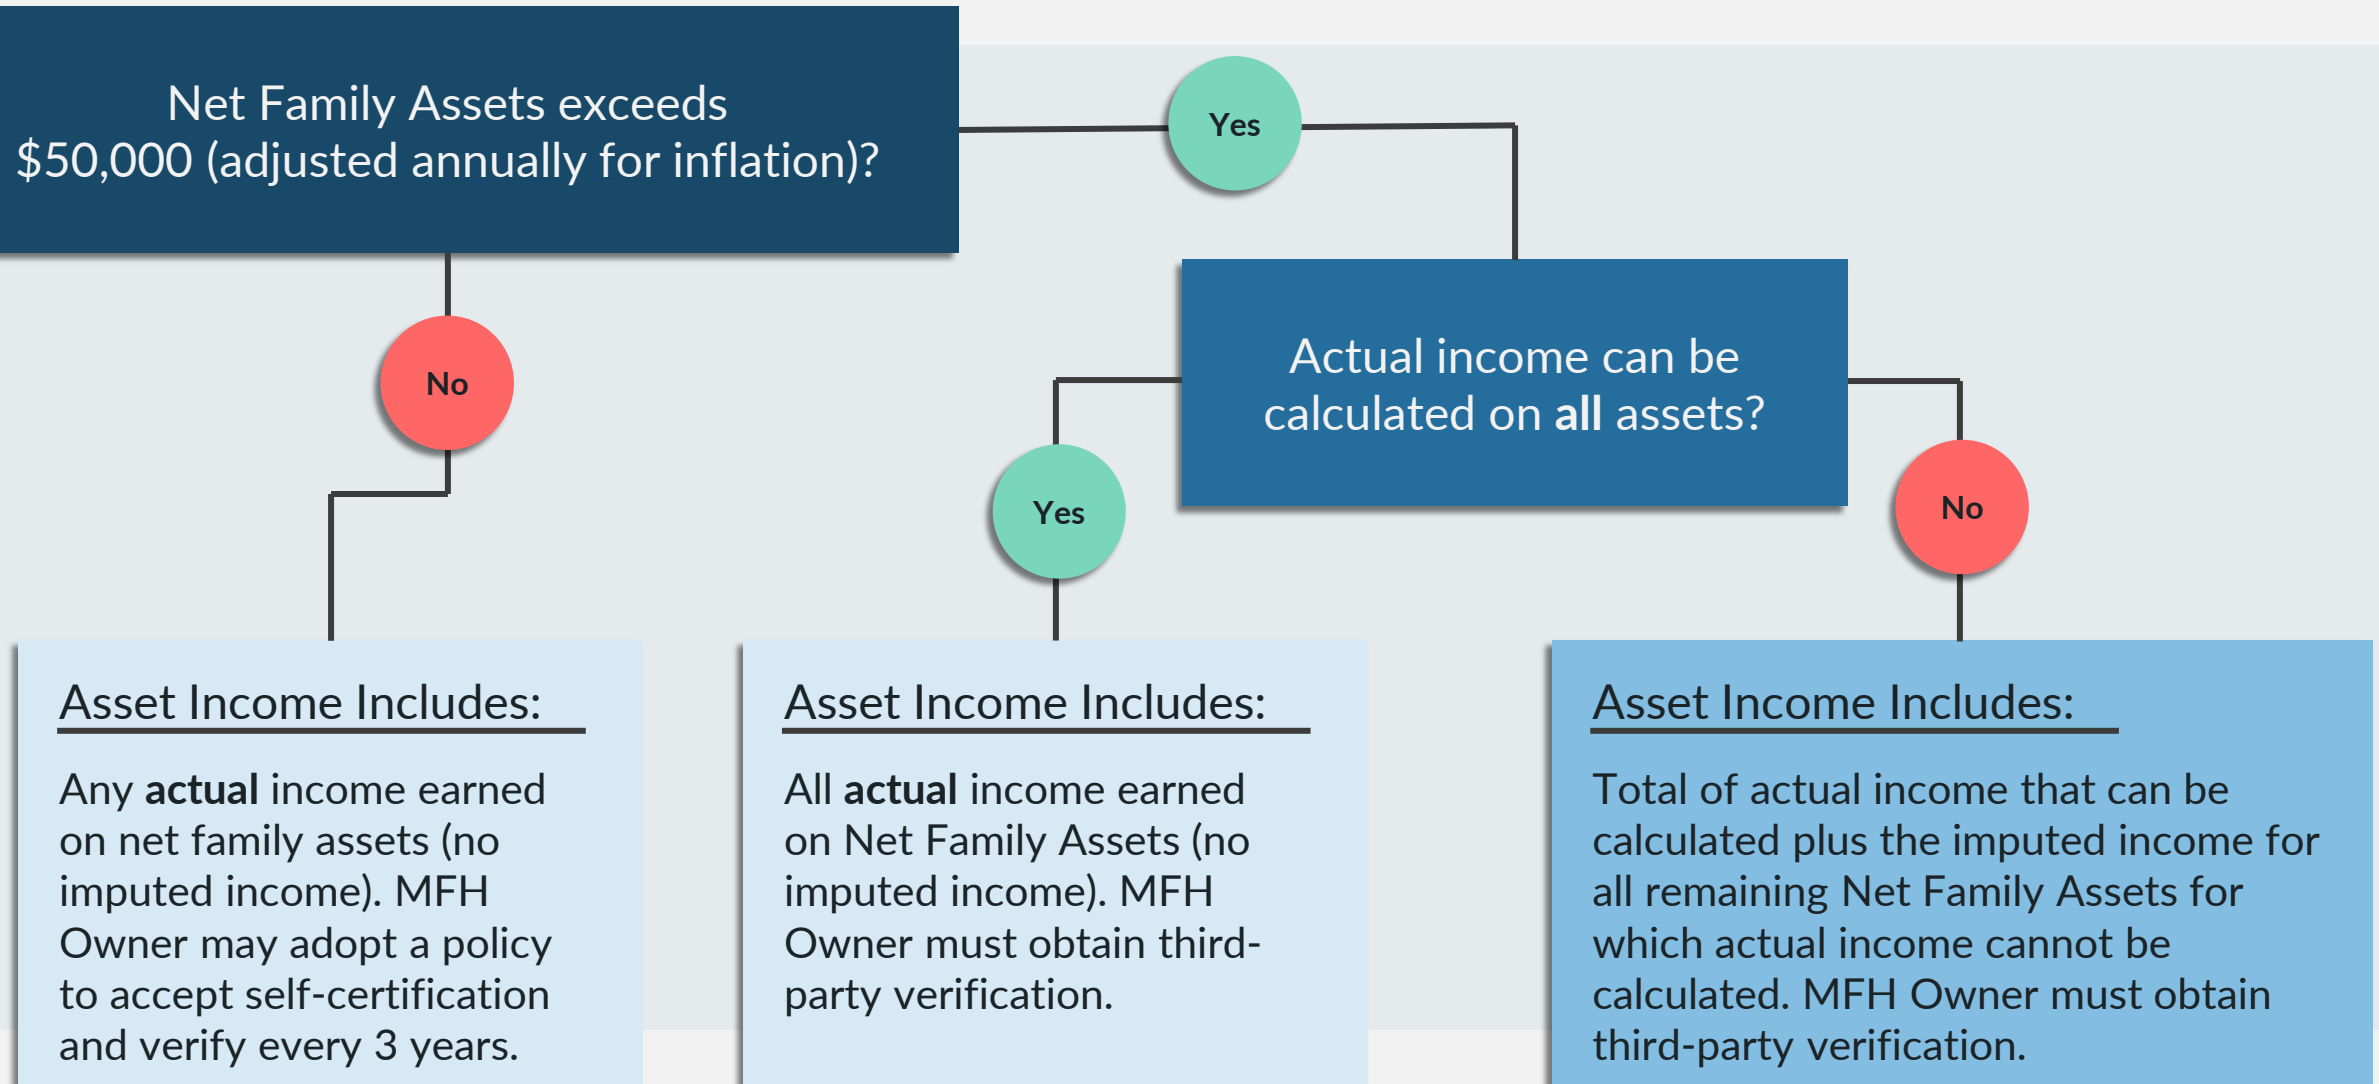 Net Family Assets exceeds
$50,000 (adjusted annually for inflation)?
Yes
No
Actual income can be
calculated on all assets?
Yes
No
Asset Income Includes:
Any actual income earned
on net family assets (no
imputed income). MFH
Owner may adopt a policy
to accept self-certification
and verify every 3 years.
Asset Income Includes:
All actual income earned
on Net Family Assets (no
imputed income). MFH
Owner must obtain third-
party verification.
Asset Income Includes:
Total of actual income that can be
calculated plus the imputed income for
all remaining Net Family Assets for
which actual income cannot be
calculated. MFH Owner must obtain
third-party verification.